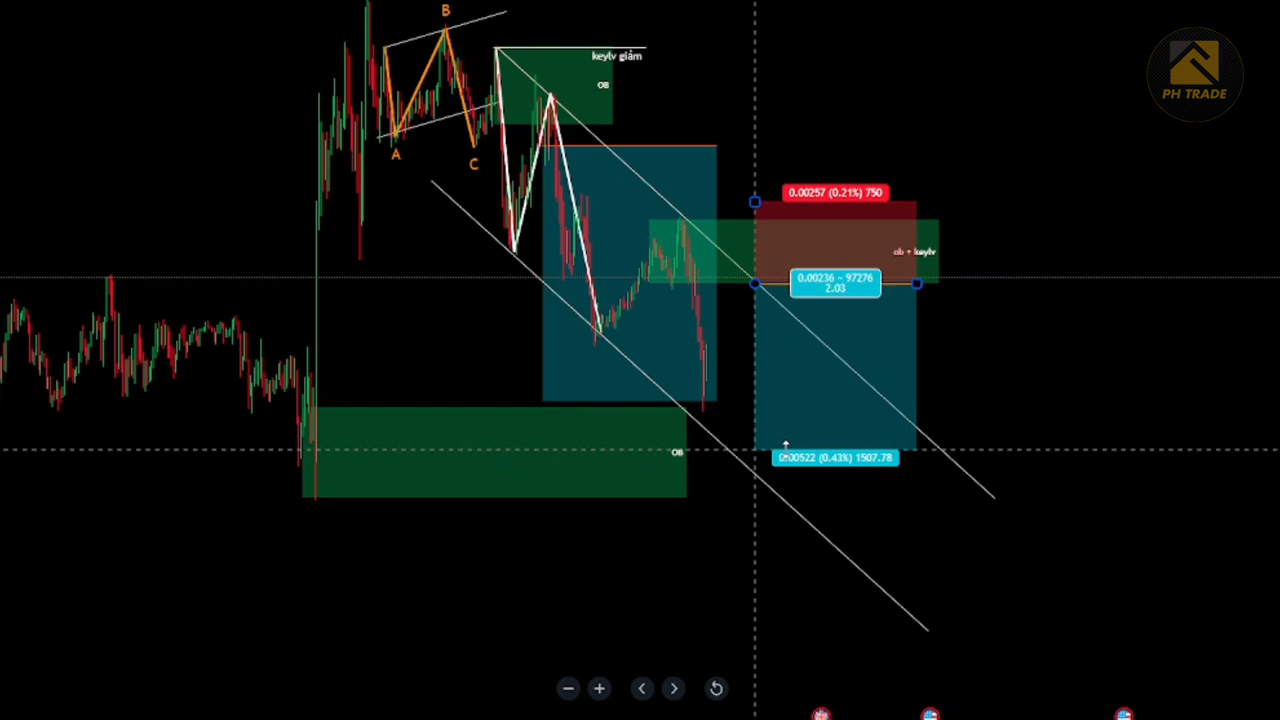 B
keylv giảm
OB
PH TRADE
A
C
0.00257 (0.21%) 750
ob + keylv
0.00236 ~ 97276
2.03
OB
0.00522 (0.43%) 1507.78